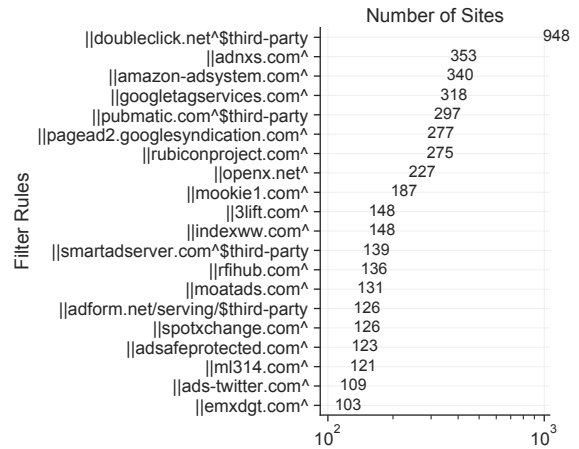 Number of Sites
Filter Rules
||doubleclick.net^$third-party 948
||adnxs.com^ 353
||amazon-adsystem.com^ 340
||googletagservices.com^ 318
||pubmatic.com^$third-party 297
||pagead2.googlesyndication.com^ 277
||rubiconproject.com^ 275
||openx.net^ 227
||mookie1.com^ 187
||3lift.com^ 148
||indexww.com^ 148
||smartadserver.com^$third-party 139
||rfihub.com^ 136
||moatads.com^ 131
||adform.net/serving/$third-party 126
||spotxchange.com^ 126
||adsafeprotected.com^ 123
||ml314.com^ 121
||ads-twitter.com^ 109
||emxdgt.com^ 103
10² 10³